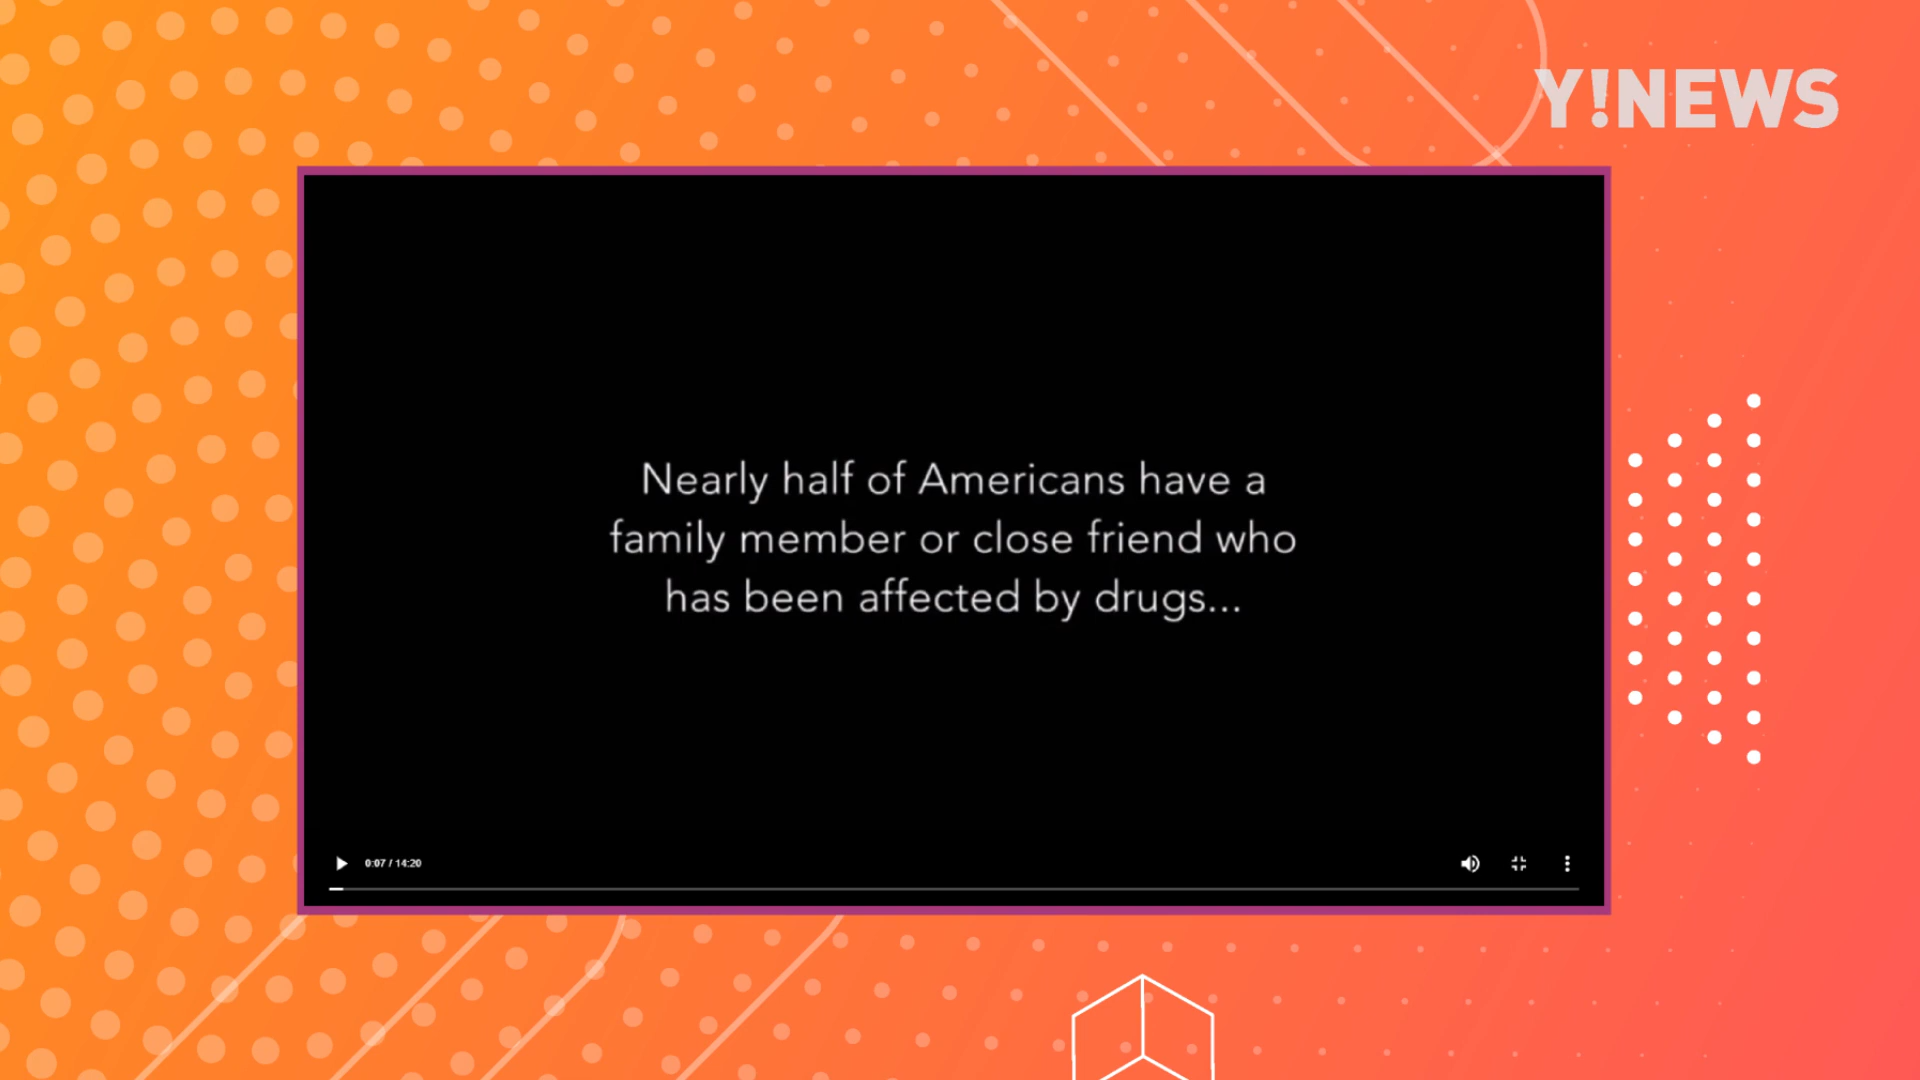 Y!NEWS
Nearly half of Americans have a
family member or close friend who
has been affected by drugs...
0:07 / 14:20